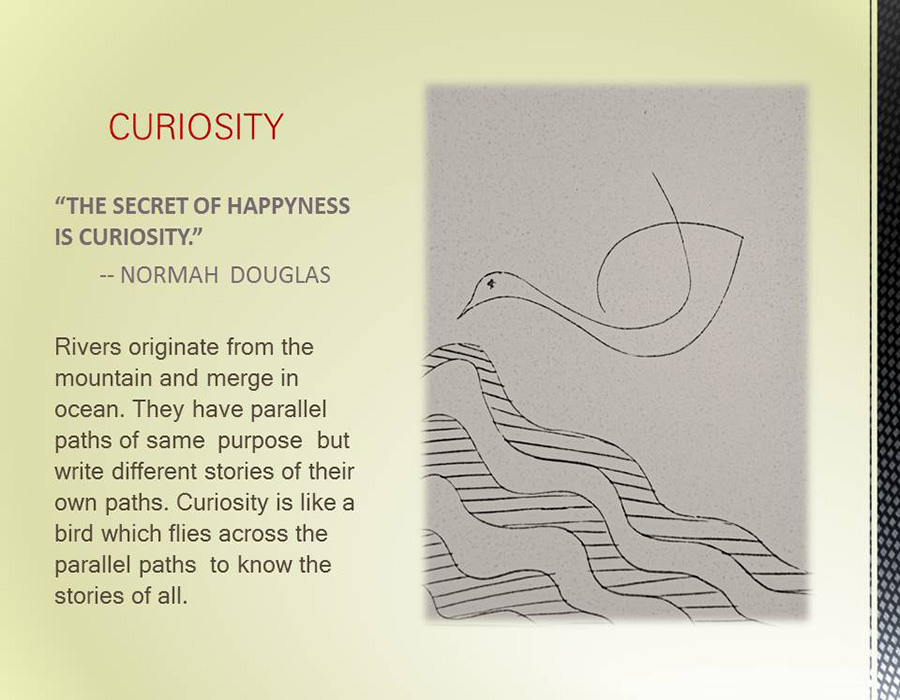 CURIOSITY
“THE SECRET OF HAPPYNESS
IS CURIOSITY.”
-- NORMAH DOUGLAS
Rivers originate from the
mountain and merge in
ocean. They have parallel
paths of same purpose but
write different stories of their
own paths. Curiosity is like a
bird which flies across the
parallel paths to know the
stories of all.